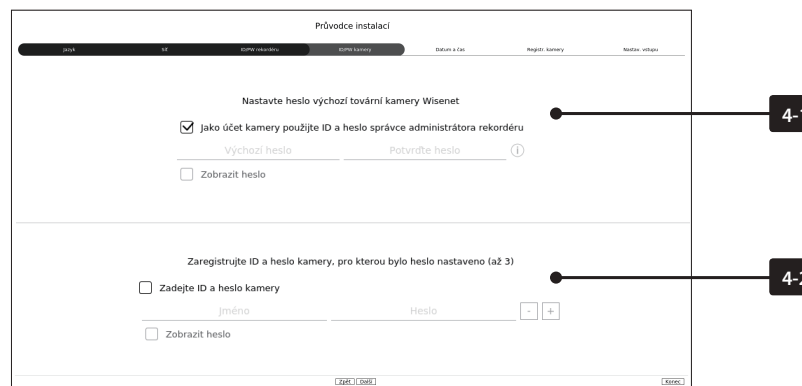 Průvodce instalací
Jazyk Síť ID/PW rekordéru ID/PW kamery Datum a čas Registr. kamery Nastav. vstupu
Nastavte heslo výchozí tovární kamery Wisenet
Jako účet kamery použijte ID a heslo správce administrátora rekordéru
Výchozí heslo Potvrďte heslo
Zobrazit heslo
Zaregistrujte ID a heslo kamery, pro kterou bylo heslo nastaveno (až 3)
Zadejte ID a heslo kamery
Jméno Heslo - +
Zobrazit heslo
Zpět Další Konec
4-1
4-2